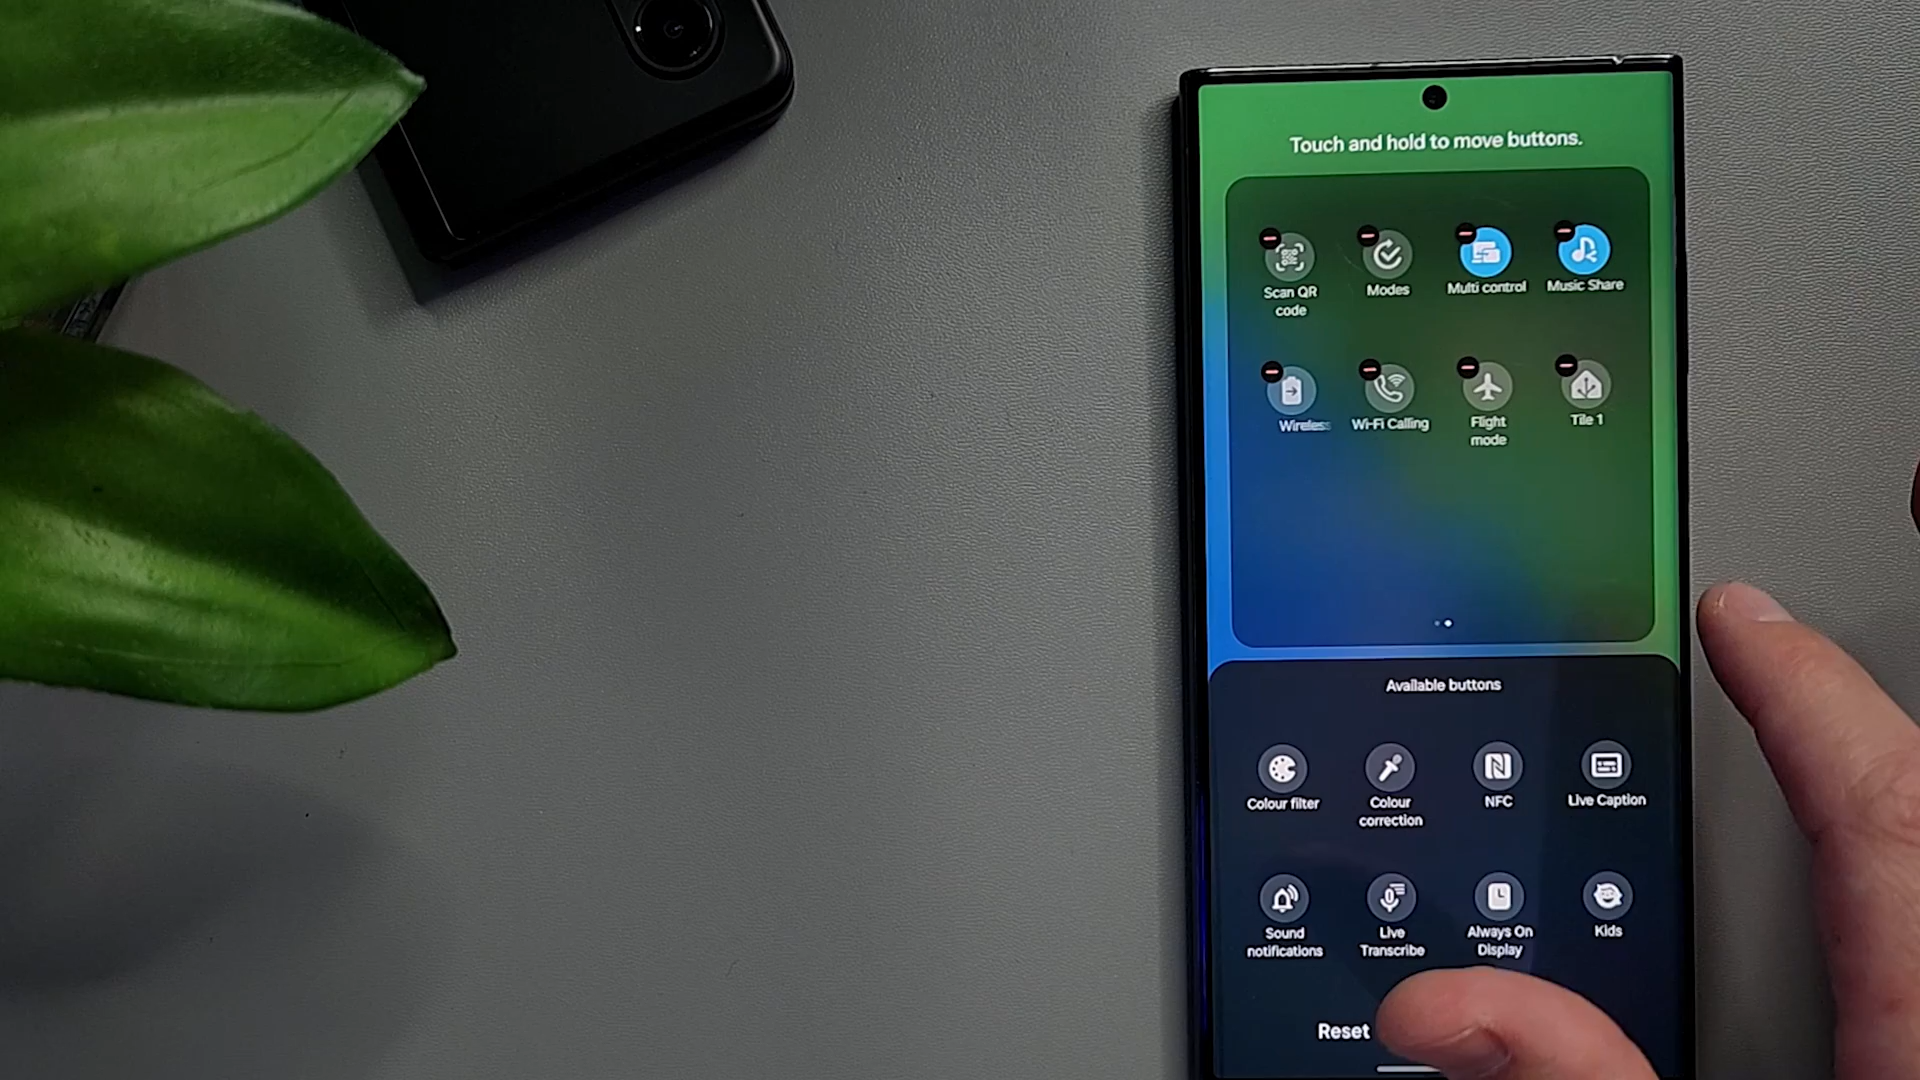 Touch and hold to move buttons.
Scan QR
code
Modes
Multi control
Music Share
Wireless
Wi-Fi Calling
Flight
mode
Tile 1
Available buttons
Colour filter
Colour
correction
NFC
Live Caption
Sound
notifications
Live
Transcribe
Always On
Display
Kids
Reset